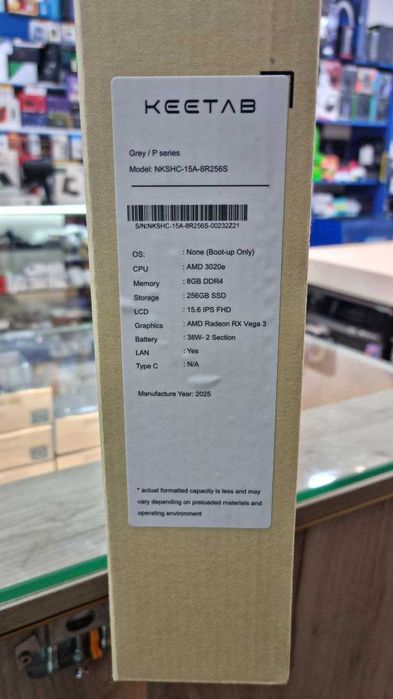 KEETAB
Grey / P series
Model: NKSHC-15A-8R256S
S/N:NKSHC-15A-8R256S-00232Z21
OS: : None (Boot-up Only)
CPU : AMD 3020e
Memory : 8GB DDR4
Storage : 256GB SSD
LCD : 15.6 IPS FHD
Graphics : AMD Radeon RX Vega 3
Battery : 38W- 2 Section
LAN : Yes
Type C : N/A
Manufacture Year: 2025
* actual formatted capacity is less and may
vary depending on preloaded materials and
operating environment